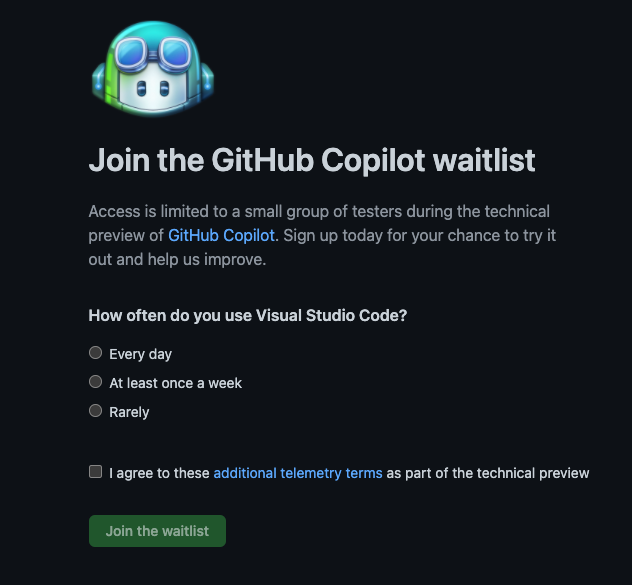 Join the GitHub Copilot waitlist
Access is limited to a small group of testers during the technical
preview of GitHub Copilot. Sign up today for your chance to try it
out and help us improve.
How often do you use Visual Studio Code?
Every day
At least once a week
Rarely
I agree to these additional telemetry terms as part of the technical preview
Join the waitlist